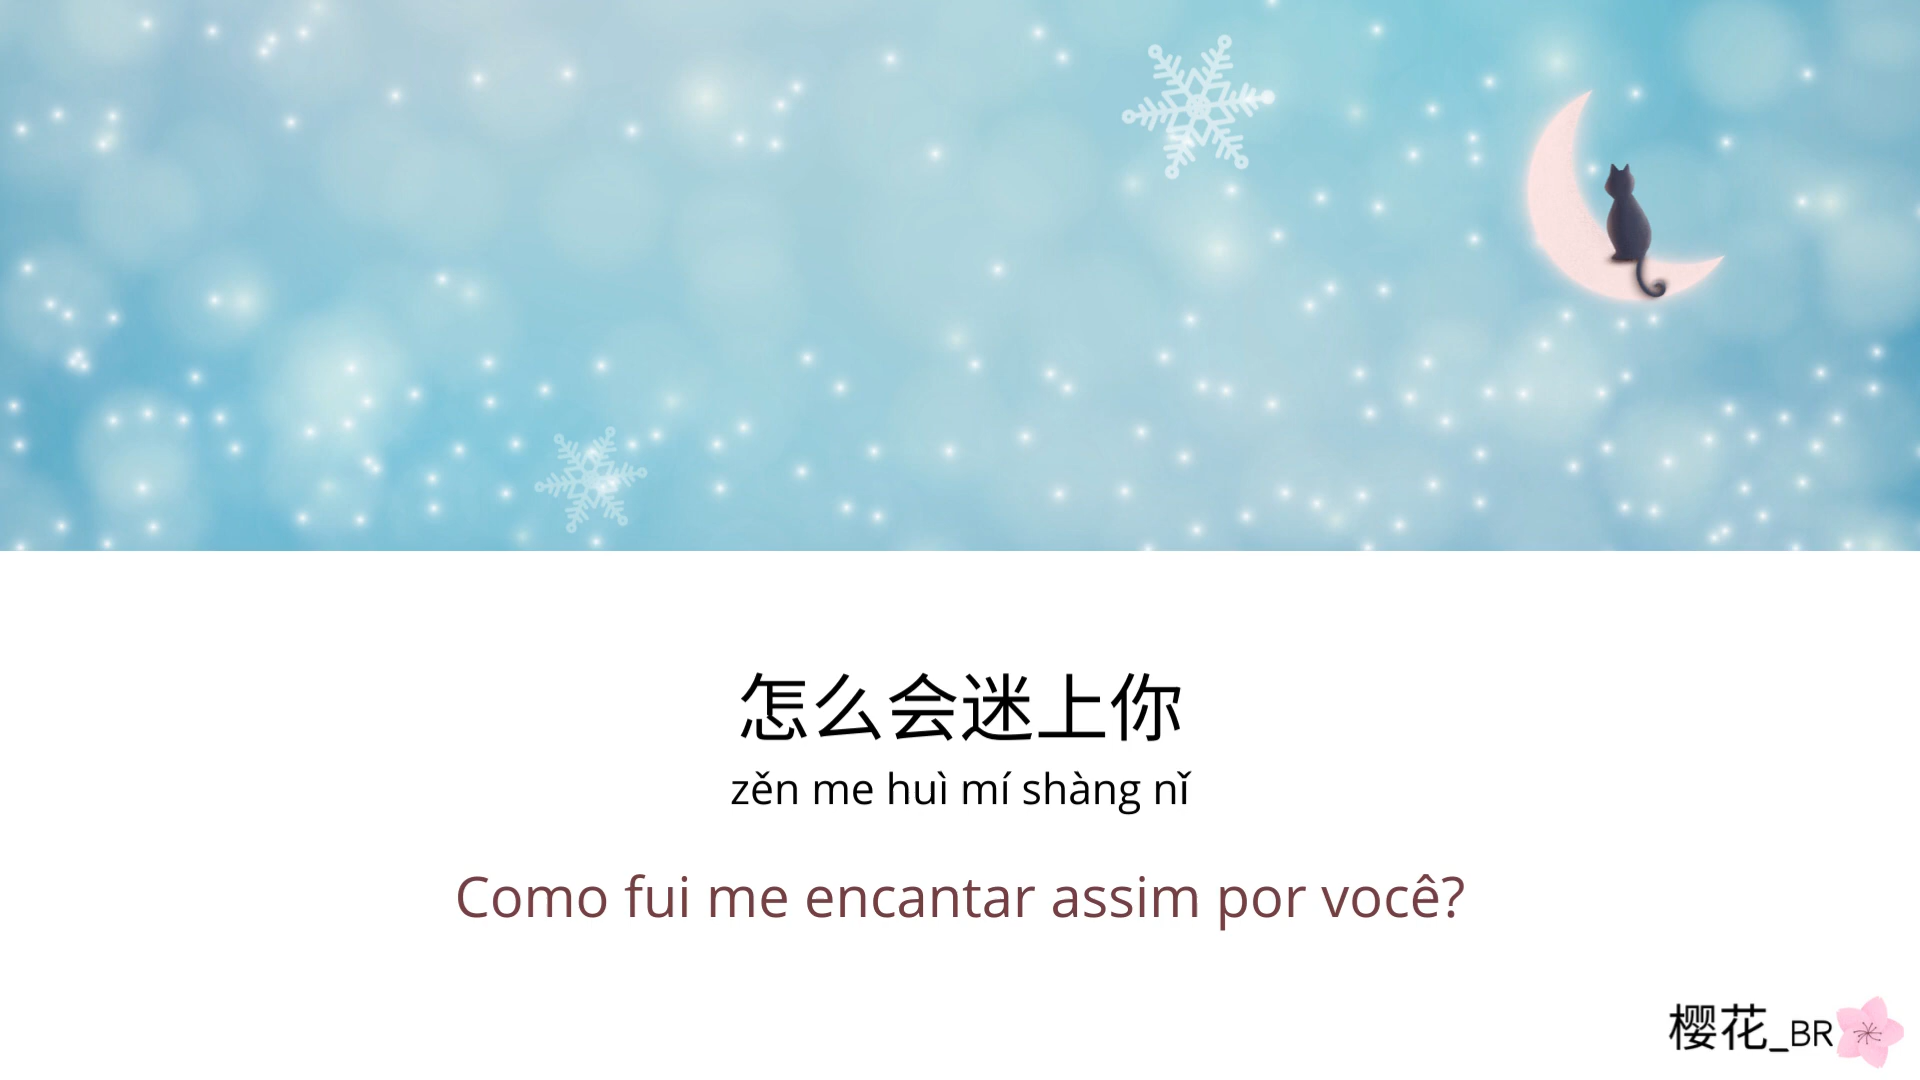 怎么会迷上你
zěn me huì mí shàng nǐ
Como fui me encantar assim por você?
樱花_BR